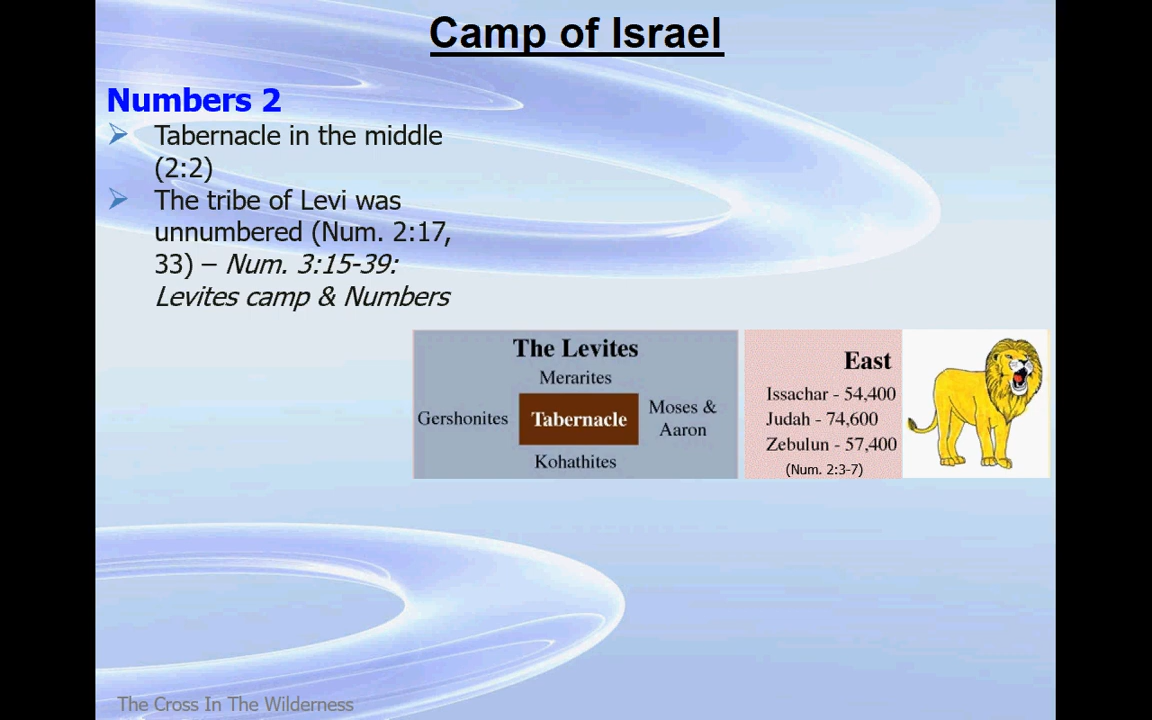 Camp of Israel
Numbers 2
Tabernacle in the middle
(2:2)
The tribe of Levi was
unnumbered (Num. 2:17,
33) – Num. 3:15-39:
Levites camp & Numbers
The Levites
Merarites
Gershonites
Tabernacle
Moses &
Aaron
Kohathites
East
Issachar - 54,400
Judah - 74,600
Zebulun - 57,400
(Num. 2:3-7)
The Cross In The Wilderness